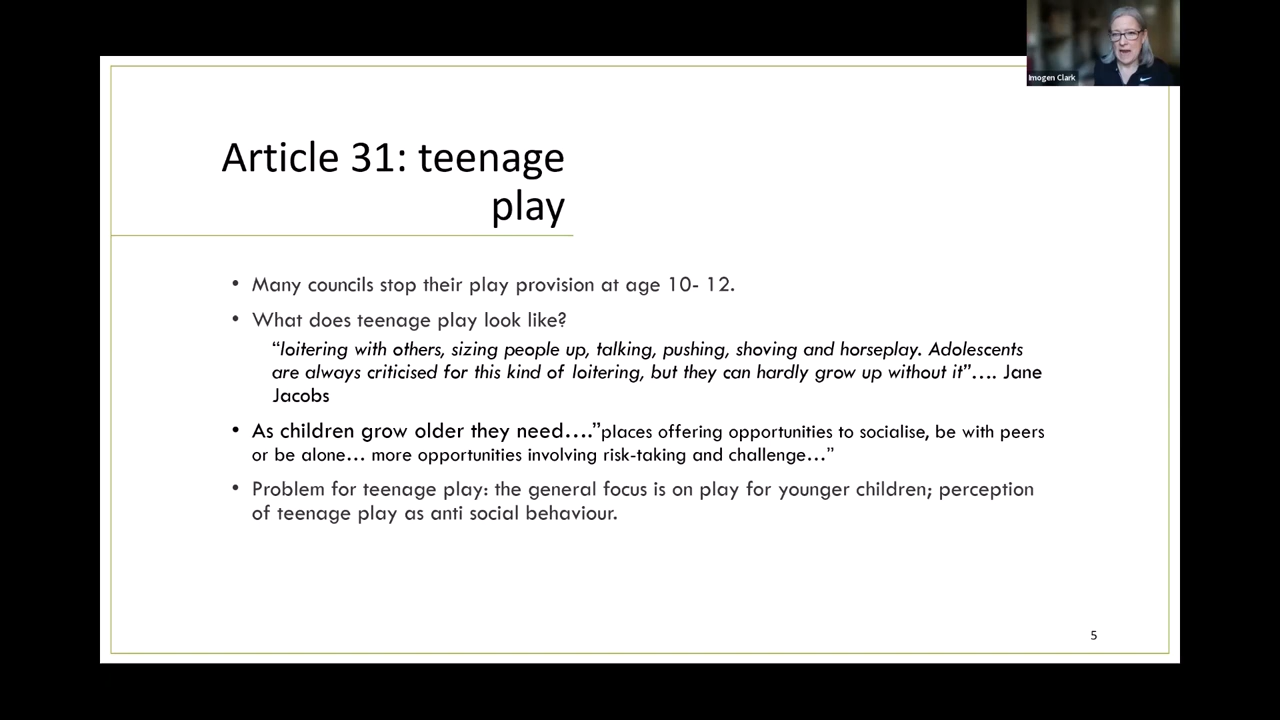 Imogen Clark
Article 31: teenage
play
• Many councils stop their play provision at age 10- 12.
• What does teenage play look like?
“loitering with others, sizing people up, talking, pushing, shoving and horseplay. Adolescents
are always criticised for this kind of loitering, but they can hardly grow up without it”…. Jane
Jacobs
• As children grow older they need….”places offering opportunities to socialise, be with peers
or be alone… more opportunities involving risk-taking and challenge…”
• Problem for teenage play: the general focus is on play for younger children; perception
of teenage play as anti social behaviour.
5